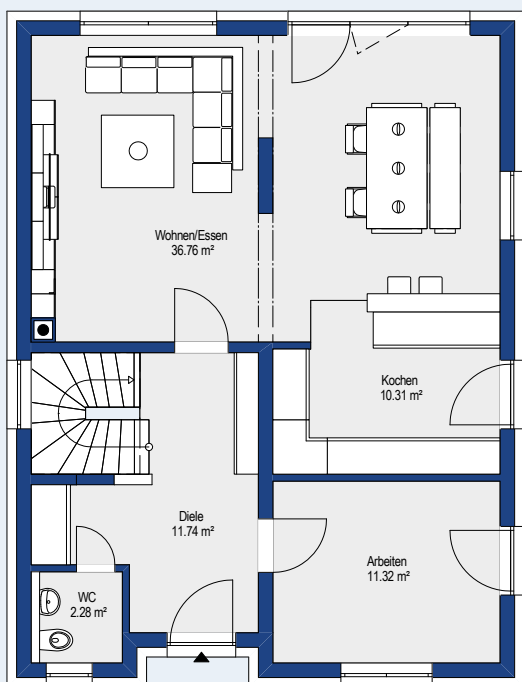 Wohnen/Essen
36.76 m²
Kochen
10.31 m²
Diele
11.74 m²
Arbeiten
11.32 m²
WC
2.28 m²